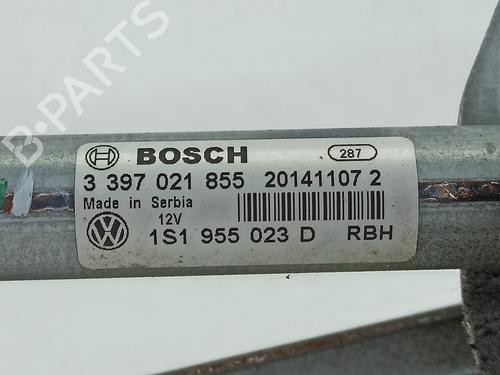 B-PARTS
BOSCH 287
3 397 021 855 20141107 2
Made in Serbia
12V
1S1 955 023 D RBH